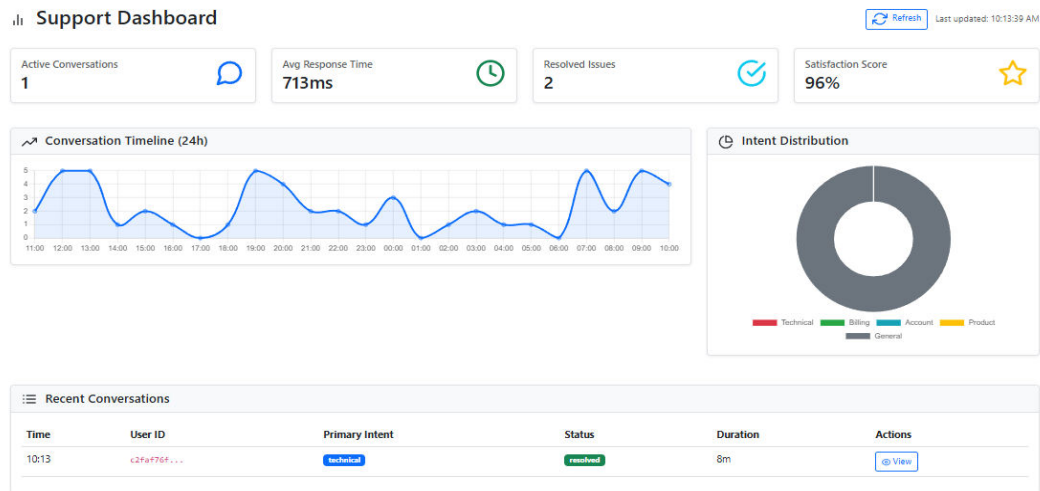 Support Dashboard
Refresh Last updated: 10:13:39 AM
Active Conversations
1
Avg Response Time
713ms
Resolved Issues
2
Satisfaction Score
96%
Conversation Timeline (24h)
5
4
3
2
1
0
11:00 12:00 13:00 14:00 15:00 16:00 17:00 18:00 19:00 20:00 21:00 22:00 23:00 00:00 01:00 02:00 03:00 04:00 05:00 06:00 07:00 08:00 09:00 10:00
Intent Distribution
Technical Billing Account Product
General
Recent Conversations
Time User ID Primary Intent Status Duration Actions
10:13 c2faf76f... technical resolved 8m View